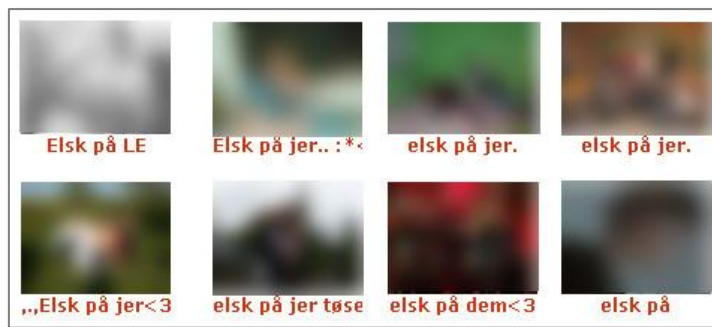 Elsk på LE
Elsk på jer.. :*<
elsk på jer.
elsk på jer.
,.,Elsk på jer<3
elsk på jer tøse
elsk på dem<3
elsk på